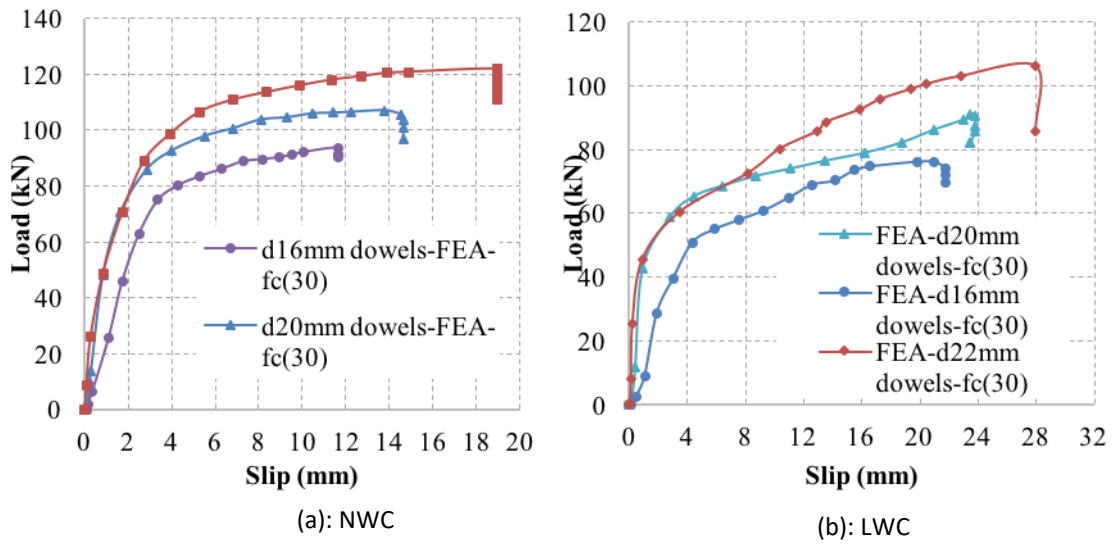 140
120
100
80
60
40
20
0
Load (kN)
d16mm dowels-FEA-
fc(30)
d20mm dowels-FEA-
fc(30)
0 2 4 6 8 10 12 14 16 18 20
Slip (mm)
(a): NWC
120
100
80
60
40
20
0
Load (kN)
FEA-d20mm
dowels-fc(30)
FEA-d16mm
dowels-fc(30)
FEA-d22mm
dowels-fc(30)
0 4 8 12 16 20 24 28 32
Slip (mm)
(b): LWC